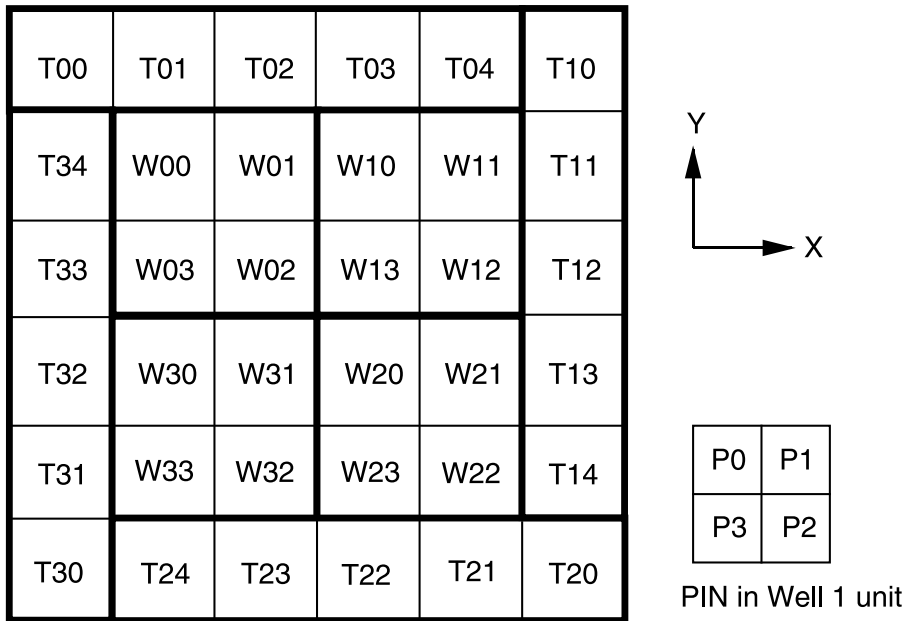 T00 T01 T02 T03 T04 T10
T34 W00 W01 W10 W11 T11
T33 W03 W02 W13 W12 T12
T32 W30 W31 W20 W21 T13
T31 W33 W32 W23 W22 T14
T30 T24 T23 T22 T21 T20
Y
X
P0 P1
P3 P2
PIN in Well 1 unit